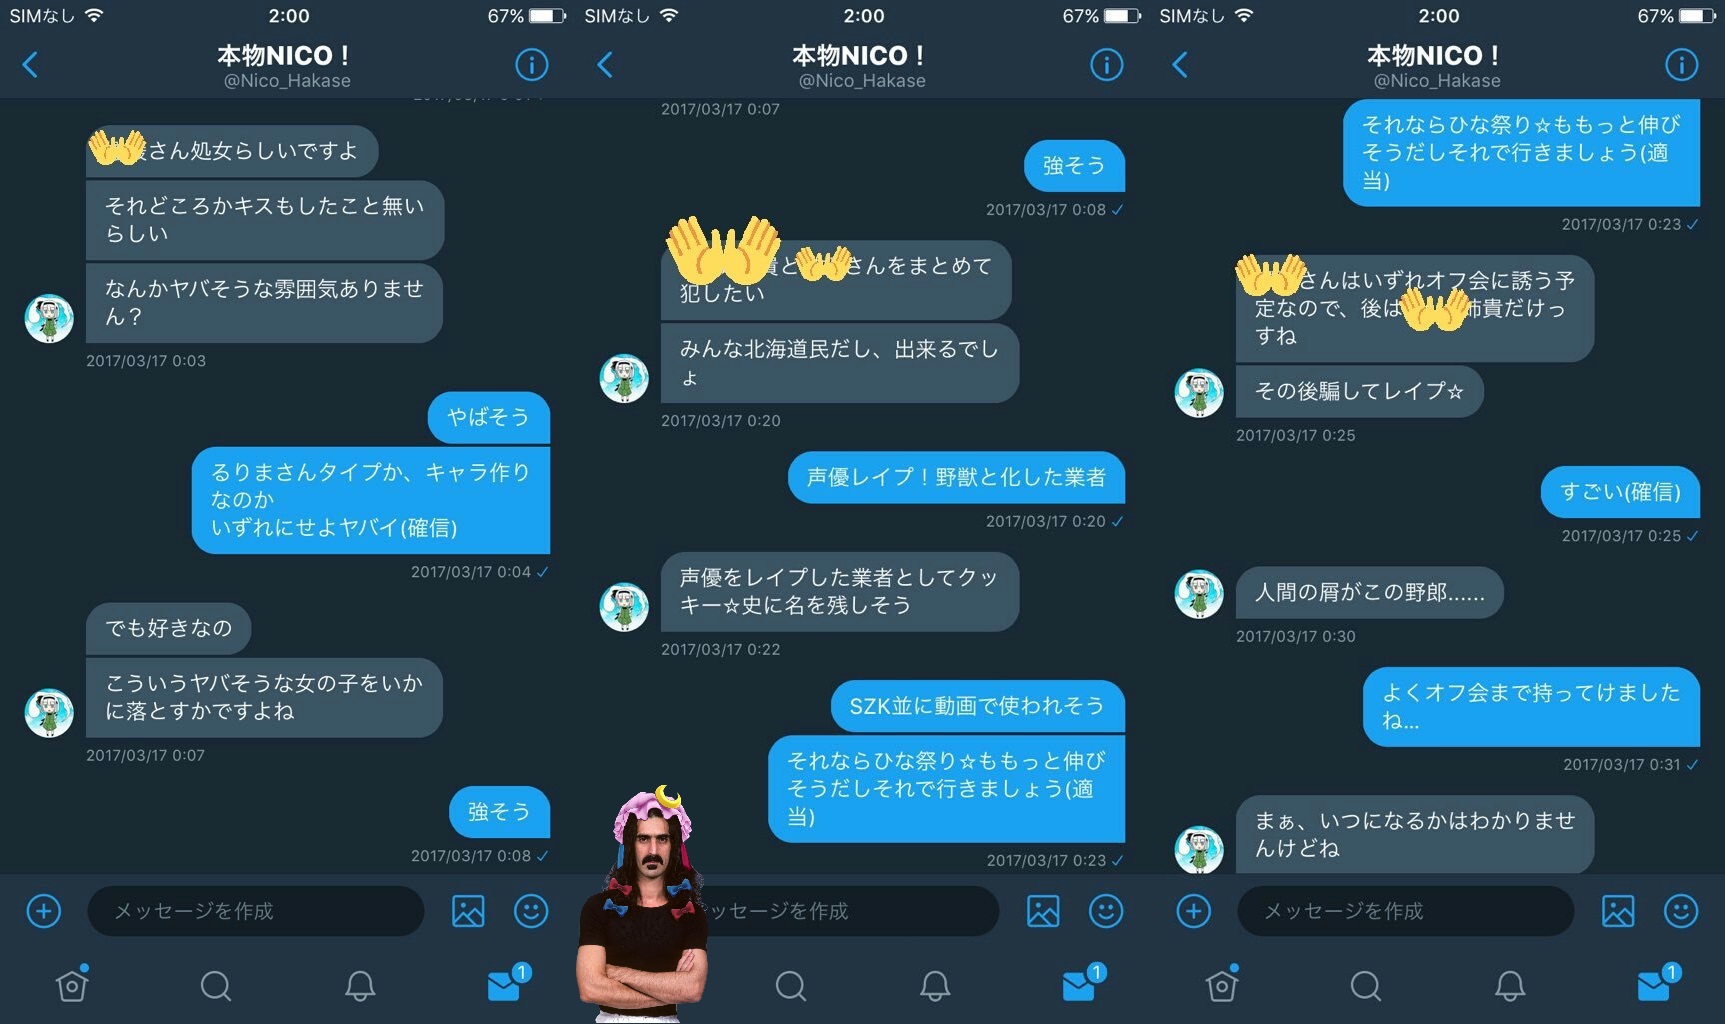 SIMなし 2:00 67%
本物NICO！
@Nico_Hakase
さん処女らしいですよ
それどころかキスもしたこと無い
らしい
なんかヤバそうな雰囲気ありませ
ん？
2017/03/17 0:03
やばそう
るりまさんタイプか、キャラ作り
なのか
いずれにせよヤバイ(確信)
2017/03/17 0:04
でも好きなの
こういうヤバそうな女の子をいか
に落とすかですよね
2017/03/17 0:07
強そう
2017/03/17 0:08
メッセージを作成
1
SIMなし 2:00 67%
本物NICO！
@Nico_Hakase
2017/03/17 0:07
強そう
2017/03/17 0:08
貴と さんをまとめて
犯したい
みんな北海道民だし、出来るでし
ょ
2017/03/17 0:20
声優レイプ！野獣と化した業者
2017/03/17 0:20
声優をレイプした業者としてクッ
キー☆史に名を残しそう
2017/03/17 0:22
SZK並に動画で使われそう
それならひな祭り☆ももっと伸び
そうだしそれで行きましょう(適
当)
2017/03/17 0:23
ッセージを作成
1
SIMなし 2:00 67%
本物NICO！
@Nico_Hakase
それならひな祭り☆ももっと伸び
そうだしそれで行きましょう(適
当)
2017/03/17 0:23
さんはいずれオフ会に誘う予
定なので、後は 姉貴だけっ
すね
その後騙してレイプ☆
2017/03/17 0:25
すごい(確信)
2017/03/17 0:25
人間の屑がこの野郎......
2017/03/17 0:30
よくオフ会まで持ってけました
ね...
2017/03/17 0:31
まぁ、いつになるかはわかりませ
んけどね
メッセージを作成
1